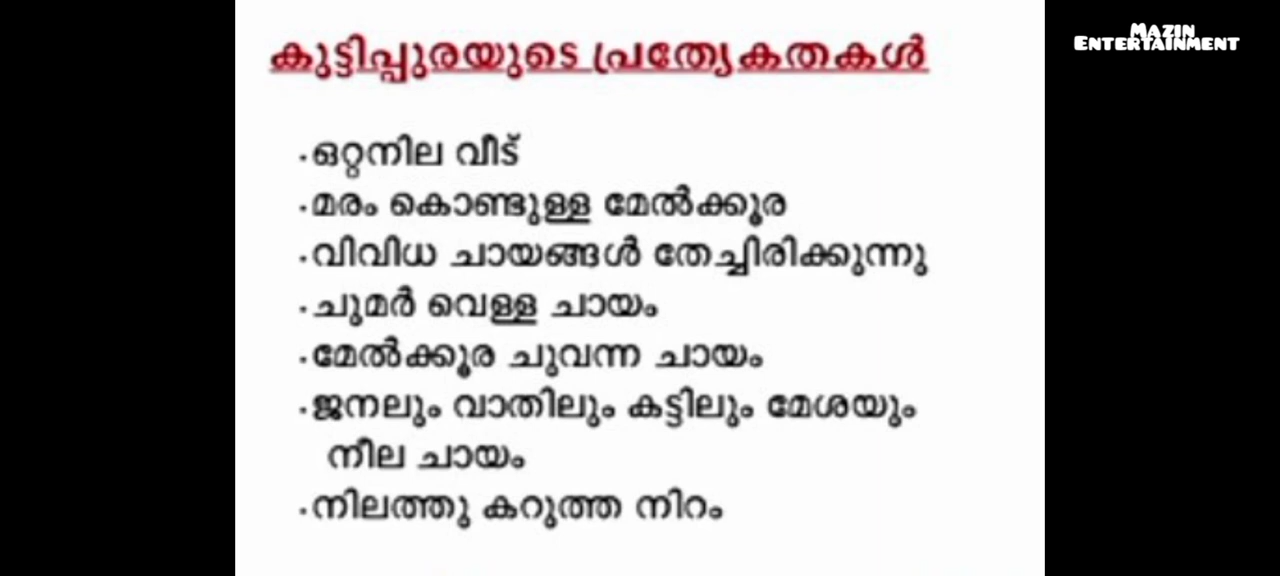 MAZIN
ENTERTAINMENT
കുട്ടിപ്പുരയുടെ പ്രത്യേകതകൾ
·ഒറ്റനില വീട്
·മരം കൊണ്ടുള്ള മേൽക്കൂര
·വിവിധ ചായങ്ങൾ തേച്ചിരിക്കുന്നു
·ചുമർ വെള്ള ചായം
·മേൽക്കൂര ചുവന്ന ചായം
·ജനലും വാതിലും കട്ടിലും മേശയും
നീല ചായം
·നിലത്തു കറുത്ത നിറം